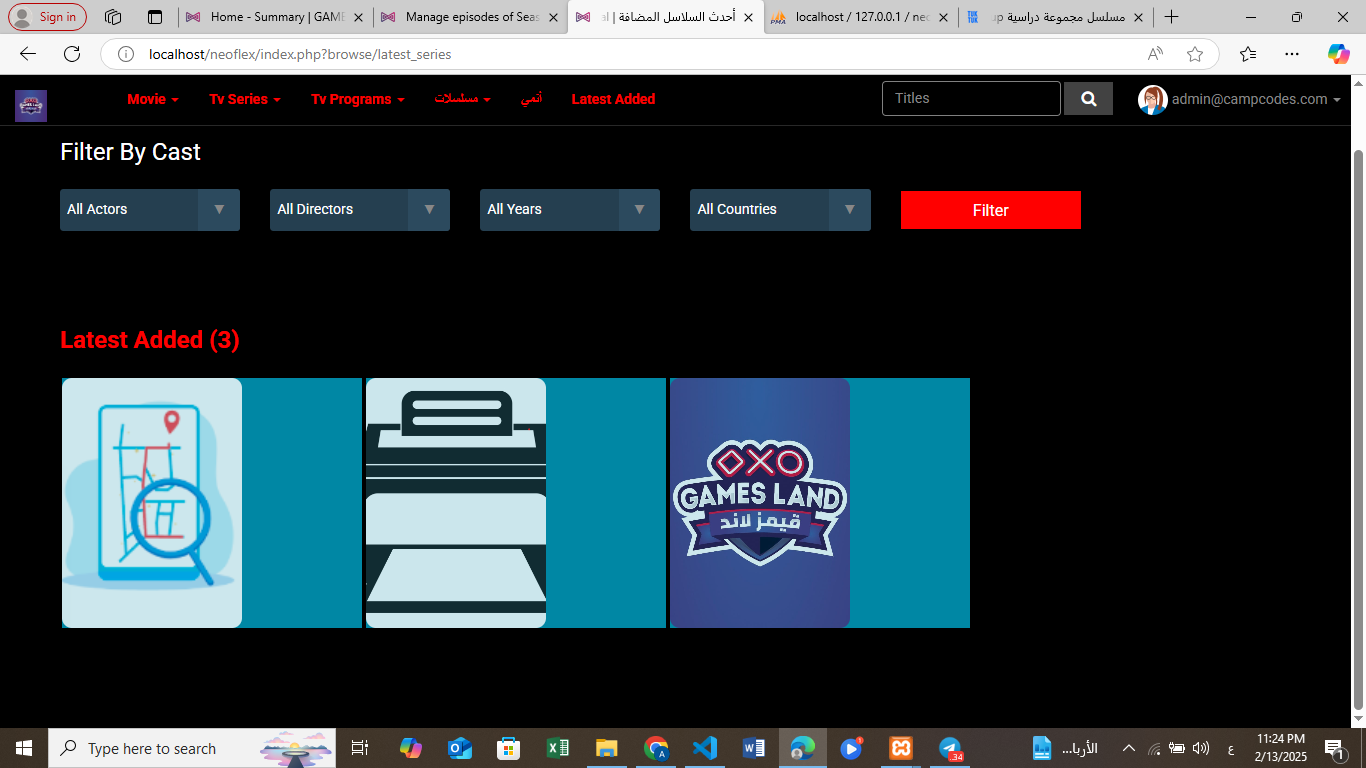 Sign in
Home - Summary | GAME
Manage episodes of Seas
أحدث السلاسل المضافة | al
localhost / 127.0.0.1 / neo
مسلسل مجموعة دراسية up
localhost/neoflex/index.php?browse/latest_series
Movie
Tv Series
Tv Programs
مسلسلات
أنمي
Latest Added
Titles
admin@campcodes.com
Filter By Cast
All Actors
All Directors
All Years
All Countries
Filter
Latest Added (3)
OXO
GAMES LAND
قيمز لاند
Type here to search
34
الأربا...
ع
11:24 PM
2/13/2025
1